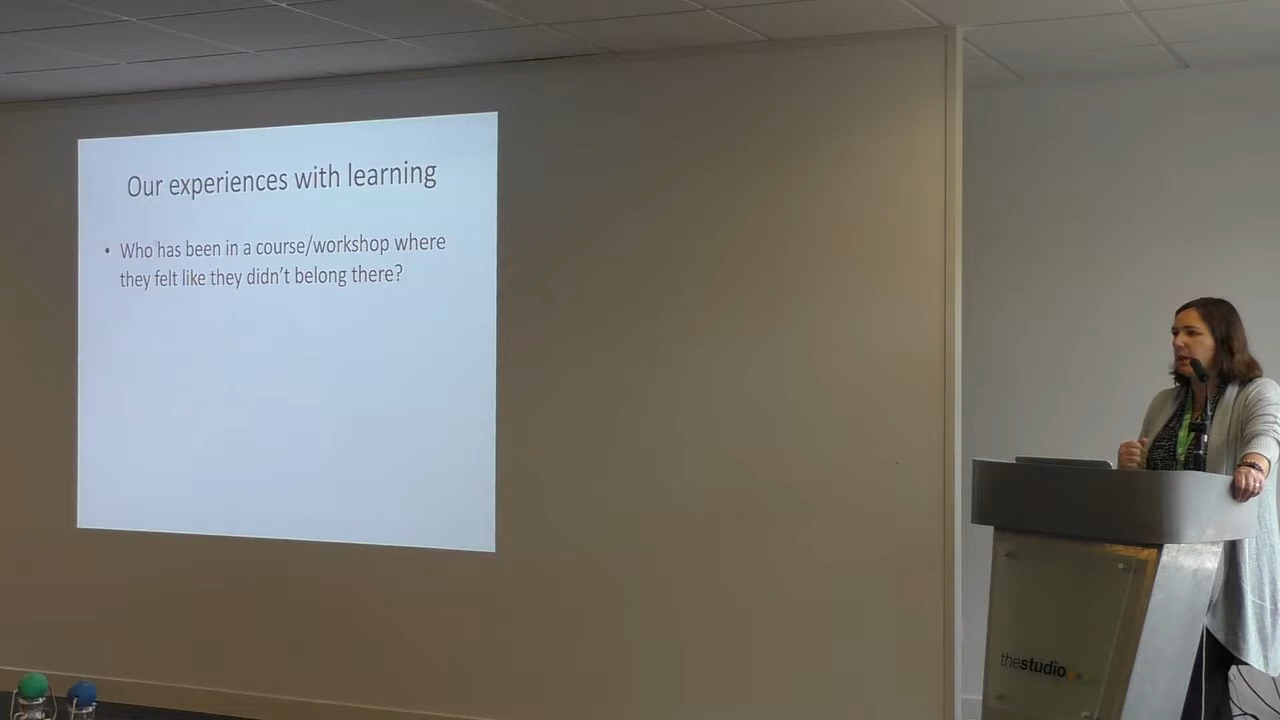 Our experiences with learning
• Who has been in a course/workshop where
they felt like they didn't belong there?
thestudio